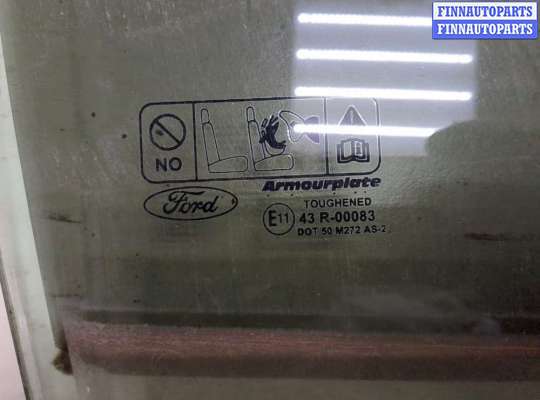 FINNAUTOPARTS
FINNAUTOPARTS
NO
Armourplate
Ford
TOUGHENED
E11 43 R-00083
DOT 50 M272 AS-2